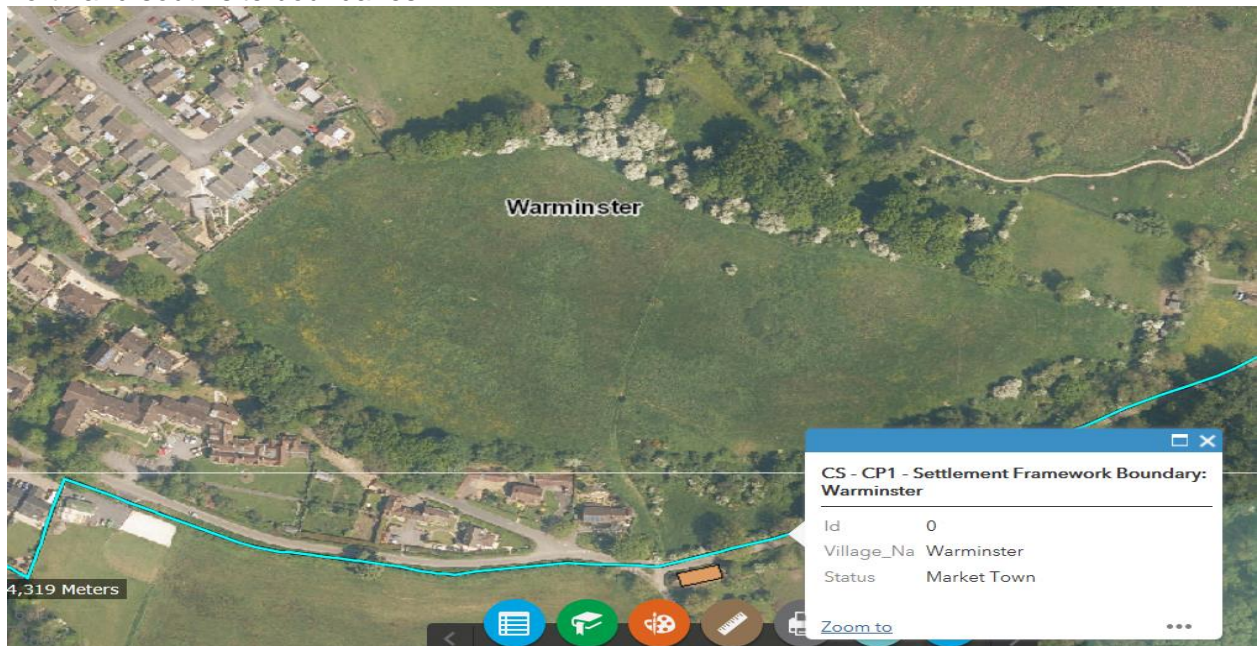 Warminster
CS - CP1 - Settlement Framework Boundary:
Warminster
Id 0
Village_Na Warminster
Status Market Town
4,319 Meters
Zoom to